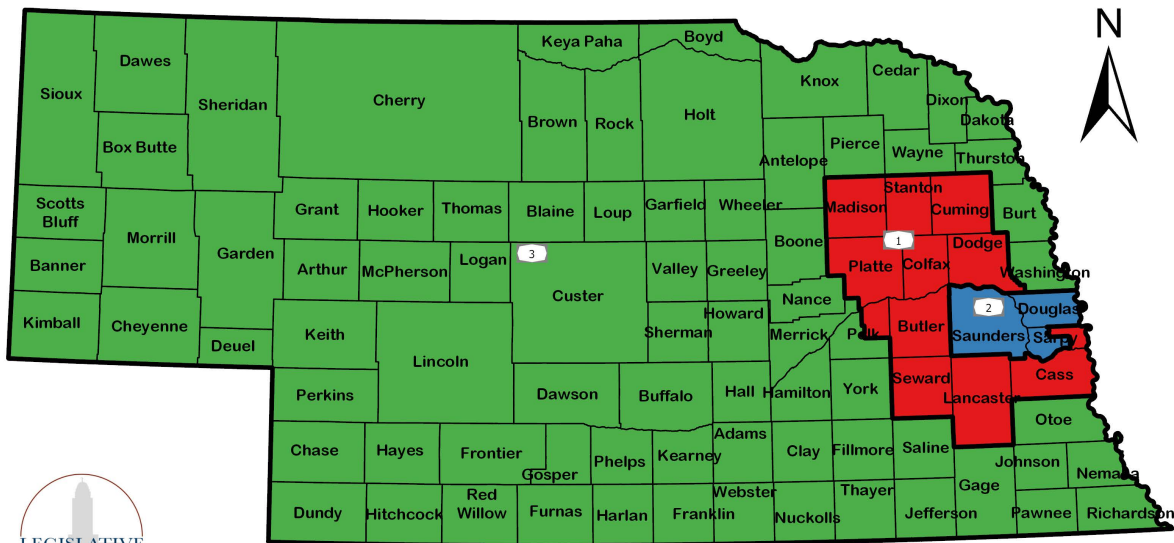 N
Keya Paha
Boyd
Dawes
Sioux
Sheridan
Cherry
Knox
Cedar
Dixon
Dakota
Brown
Rock
Holt
Box Butte
Antelope
Pierce
Wayne
Thurston
Scotts
Bluff
Morrill
Garden
Grant
Hooker
Thomas
Blaine
Loup
Garfield
Wheeler
Boone
Madison
Stanton
Cuming
Burt
Banner
Arthur
McPherson
Logan
3
Custer
Valley
Greeley
1
Platte
Colfax
Dodge
Washington
Kimball
Cheyenne
Deuel
Keith
Lincoln
Sherman
Howard
Nance
Merrick
Polk
Butler
2
Saunders
Douglas
Sarpy
Perkins
Dawson
Buffalo
Hall
Hamilton
York
Seward
Lancaster
Cass
Otoe
Chase
Hayes
Frontier
Gosper
Phelps
Kearney
Adams
Clay
Fillmore
Saline
Johnson
Nemaha
Dundy
Hitchcock
Red
Willow
Furnas
Harlan
Franklin
Webster
Nuckolls
Thayer
Jefferson
Gage
Pawnee
Richardson
LEGISLATIVE